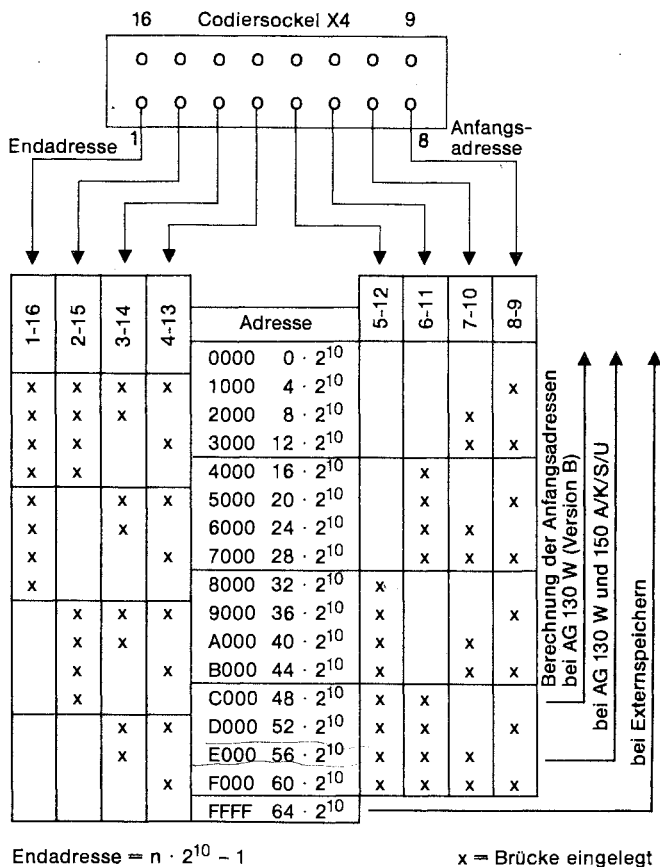 16 Codiersockel X4 9
1 8
Endadresse
Anfangs-
adresse
1-16 2-15 3-14 4-13 Adresse 5-12 6-11 7-10 8-9
0000 0 · 2¹⁰
x x x x 1000 4 · 2¹⁰ x
x x x 2000 8 · 2¹⁰ x
x x x 3000 12 · 2¹⁰ x x
x x 4000 16 · 2¹⁰ x
x x x 5000 20 · 2¹⁰ x x
x x 6000 24 · 2¹⁰ x x
x x 7000 28 · 2¹⁰ x x x
x 8000 32 · 2¹⁰ x
x x x 9000 36 · 2¹⁰ x x
x x A000 40 · 2¹⁰ x x
x x B000 44 · 2¹⁰ x x x
x C000 48 · 2¹⁰ x x
x x D000 52 · 2¹⁰ x x x
x E000 56 · 2¹⁰ x x x
x F000 60 · 2¹⁰ x x x x
FFFF 64 · 2¹⁰
Berechnung der Anfangsadressen
bei AG 130 W (Version B)
bei AG 130 W und 150 A/K/S/U
bei Externspeichern
Endadresse = n · 2¹⁰ – 1
x = Brücke eingelegt